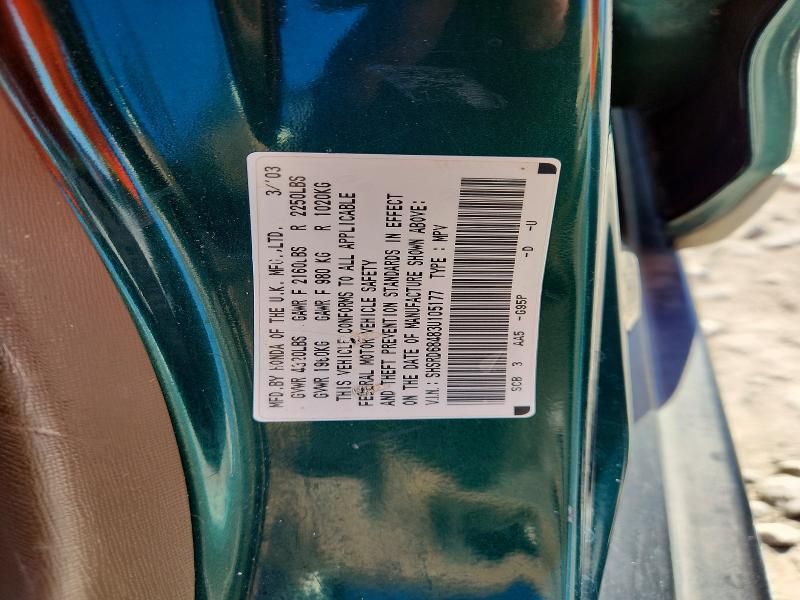 MFD.BY HONDA OF THE U.K. MFG.,LTD. 3/'03
GVWR 4320LBS GAWR F 2160LBS R 2250LBS
GVWR 1960KG GAWR F 980 KG R 1020KG
THIS VEHICLE CONFORMS TO ALL APPLICABLE
FEDERAL MOTOR VEHICLE SAFETY
AND THEFT PREVENTION STANDARDS IN EFFECT
ON THE DATE OF MANUFACTURE SHOWN ABOVE:
V.I.N.: SHSRD68483U105177 TYPE : MPV
SCB 3 AA5 -G95P -D -U